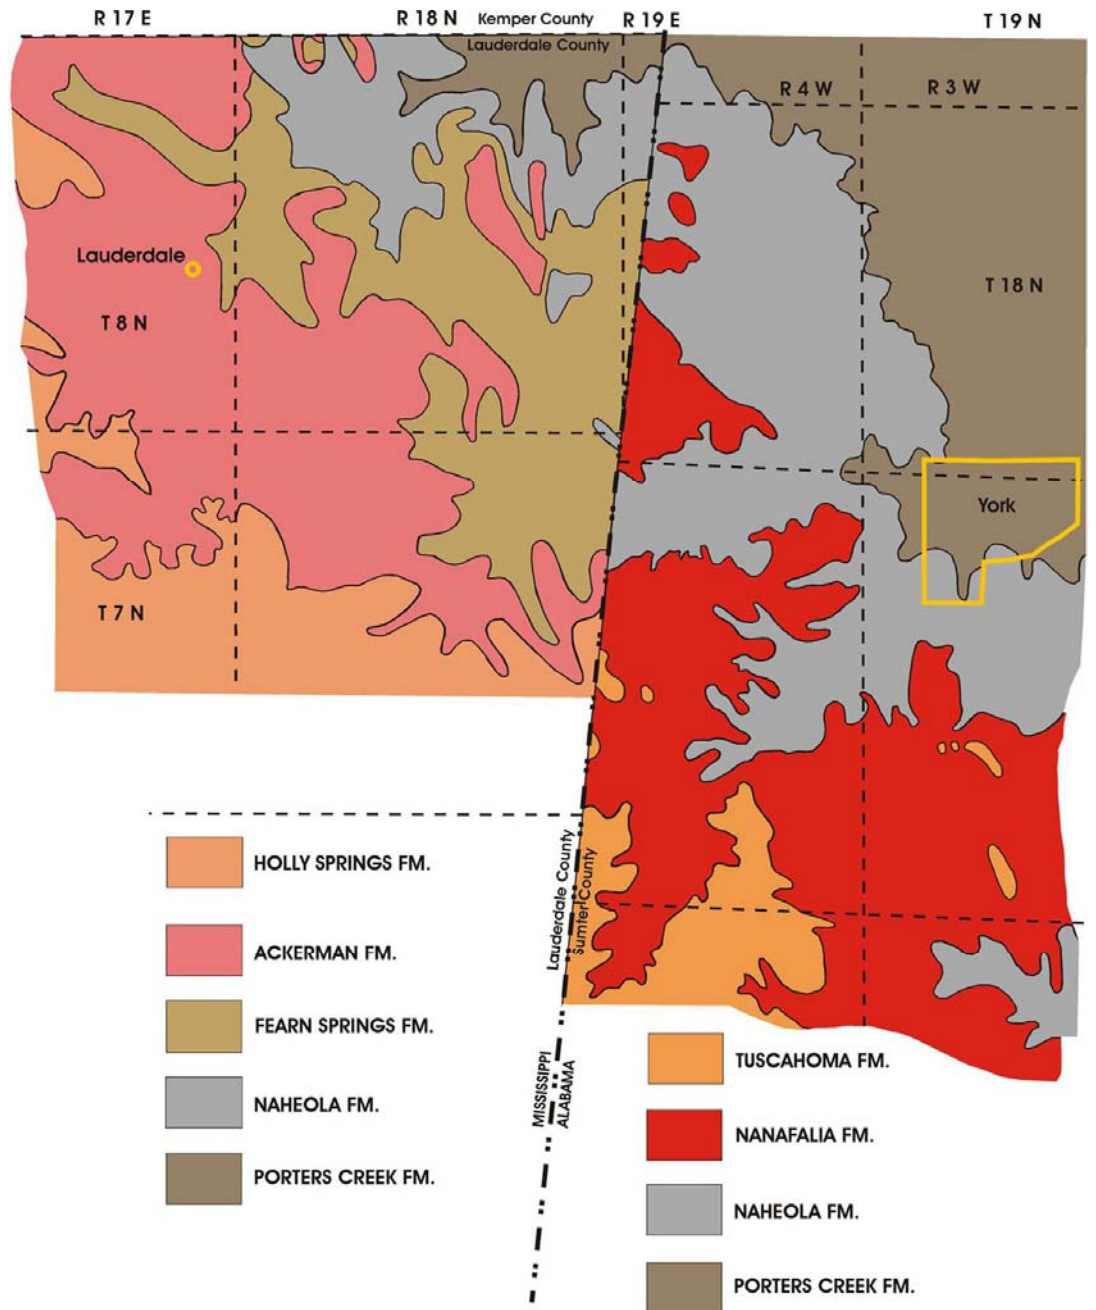 R 17 E
R 18 N
Kemper County
R 19 E
T 19 N
Lauderdale County
R 4 W
R 3 W
Lauderdale
T 18 N
T 8 N
York
T 7 N
Lauderdale County
Sumter County
HOLLY SPRINGS FM.
ACKERMAN FM.
FEARN SPRINGS FM.
NAHEOLA FM.
PORTERS CREEK FM.
MISSISSIPPI
ALABAMA
TUSCAHOMA FM.
NANAFALIA FM.
NAHEOLA FM.
PORTERS CREEK FM.